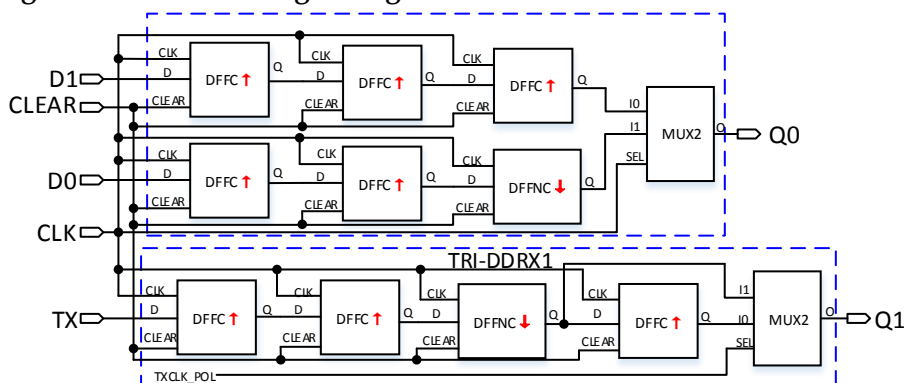 CLK CLK CLK
D1 D DFFC↑ Q D DFFC↑ Q D DFFC↑ Q I0
CLEAR CLEAR CLEAR CLEAR I1 MUX2 O Q0
CLK CLK CLK SEL
D0 D DFFC↑ Q D DFFC↑ Q D DFFNC↓ Q
CLEAR CLEAR CLEAR
CLK
TRI-DDRX1
CLK CLK CLK CLK I1
TX D DFFC↑ Q D DFFC↑ Q D DFFNC↓ Q D DFFC↑ Q I0 MUX2 O Q1
CLEAR CLEAR CLEAR CLEAR SEL
TXCLK_POL